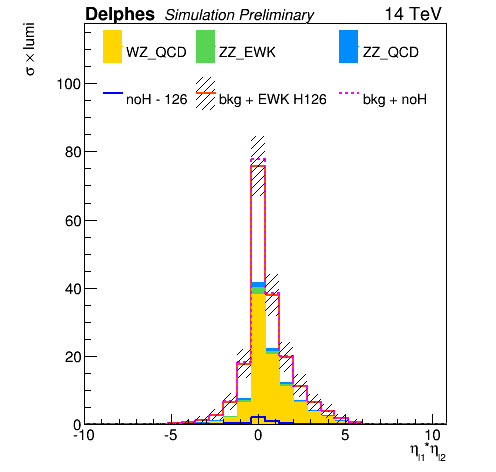 Delphes Simulation Preliminary 14 TeV
σ × lumi
WZ_QCD ZZ_EWK ZZ_QCD
noH - 126 bkg + EWK H126 bkg + noH
100
80
60
40
20
0
-10 -5 0 5 10
η_l1*η_l2